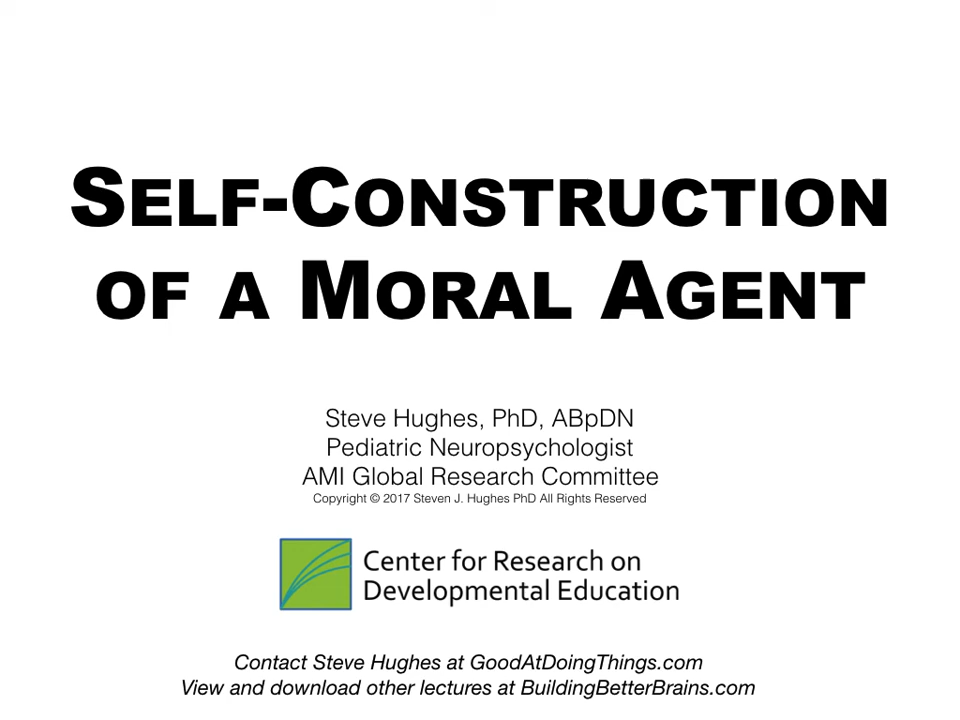 SELF-CONSTRUCTION
OF A MORAL AGENT
Steve Hughes, PhD, ABpDN
Pediatric Neuropsychologist
AMI Global Research Committee
Copyright © 2017 Steven J. Hughes PhD All Rights Reserved
Center for Research on
Developmental Education
Contact Steve Hughes at GoodAtDoingThings.com
View and download other lectures at BuildingBetterBrains.com